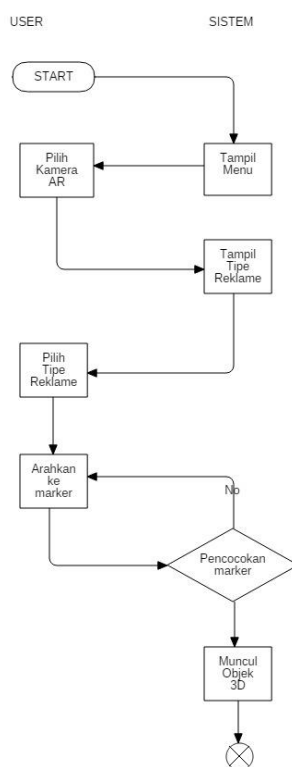 USER
SISTEM
START
Tampil
Menu
Pilih
Kamera
AR
Tampil
Tipe
Reklame
Pilih
Tipe
Reklame
Arahkan
ke
marker
No
Pencocokan
marker
Muncul
Objek
3D